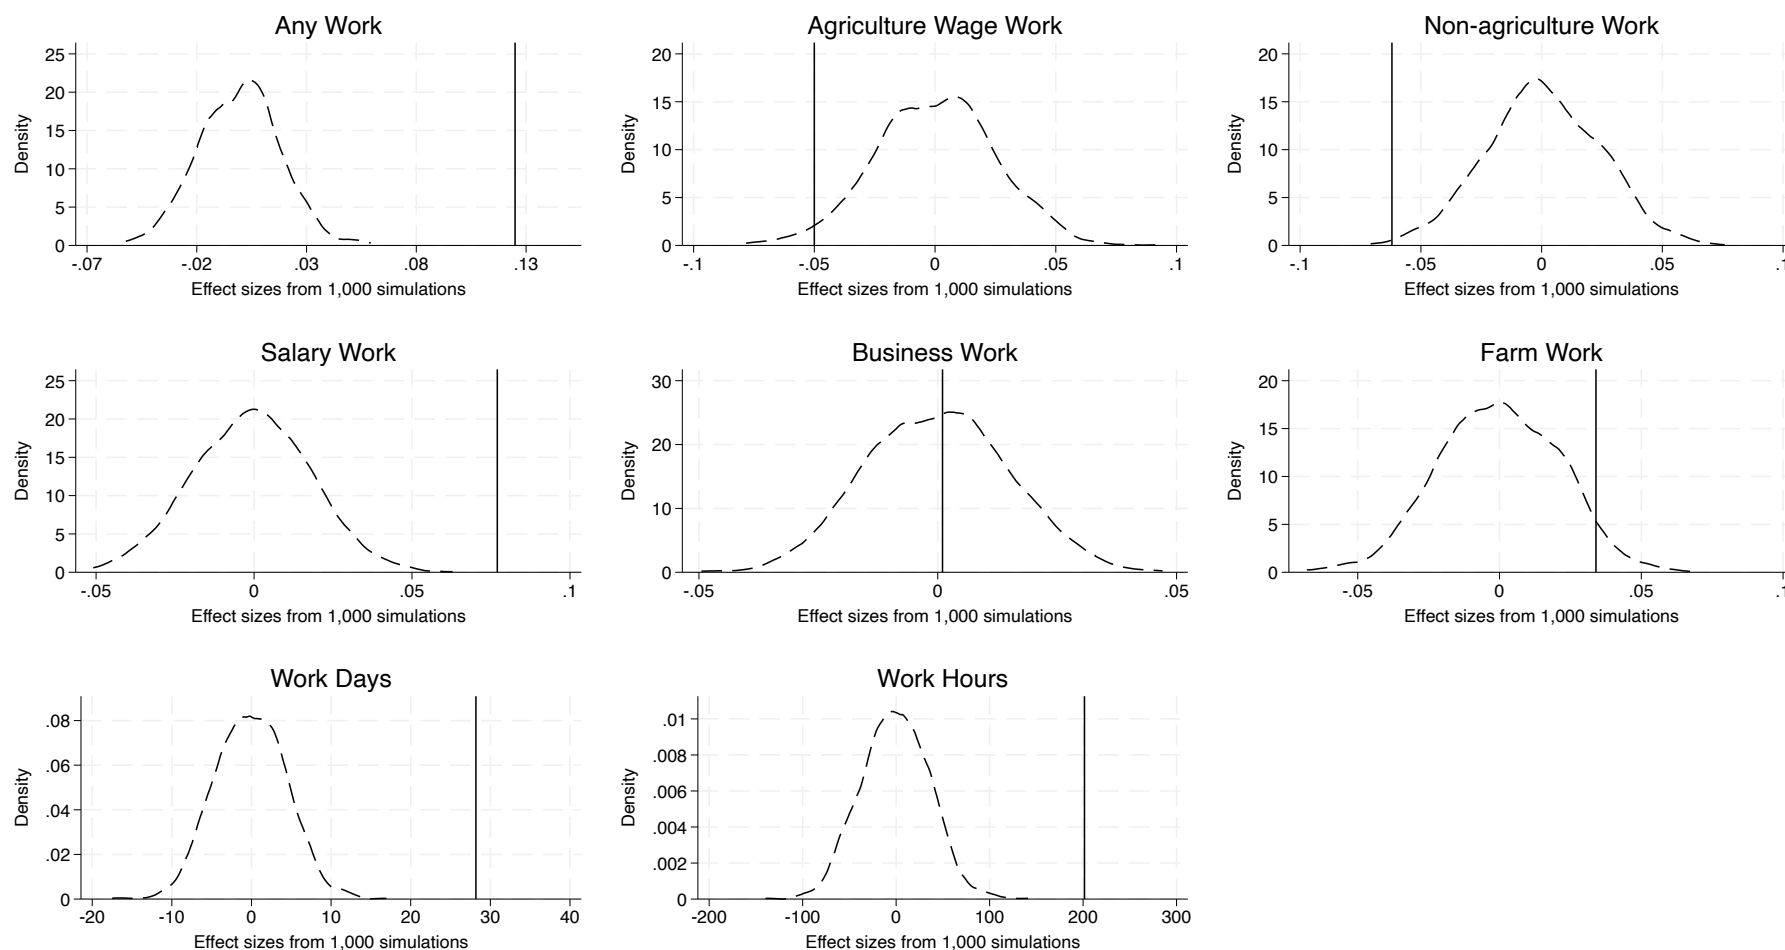 Any Work
25
20
15
10
5
0
Density
-.07 -.02 .03 .08 .13
Effect sizes from 1,000 simulations
Agriculture Wage Work
20
15
10
5
0
Density
-.1 -.05 0 .05 .1
Effect sizes from 1,000 simulations
Non-agriculture Work
20
15
10
5
0
Density
-.1 -.05 0 .05 .1
Effect sizes from 1,000 simulations
Salary Work
25
20
15
10
5
0
Density
-.05 0 .05 .1
Effect sizes from 1,000 simulations
Business Work
30
20
10
0
Density
-.05 0 .05
Effect sizes from 1,000 simulations
Farm Work
20
15
10
5
0
Density
-.05 0 .05 .1
Effect sizes from 1,000 simulations
Work Days
.08
.06
.04
.02
0
Density
-20 -10 0 10 20 30 40
Effect sizes from 1,000 simulations
Work Hours
.01
.008
.006
.004
.002
0
Density
-200 -100 0 100 200 300
Effect sizes from 1,000 simulations